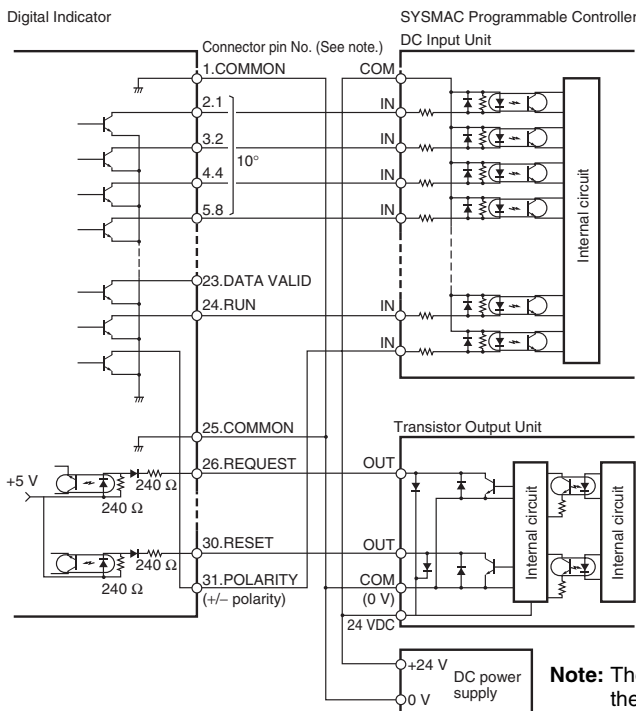 Digital Indicator
SYSMAC Programmable Controller
Connector pin No. (See note.)
DC Input Unit
1.COMMON
COM
2.1
IN
3.2
IN
10°
4.4
IN
5.8
IN
Internal circuit
23.DATA VALID
24.RUN
IN
IN
25.COMMON
Transistor Output Unit
26.REQUEST
OUT
+5 V
240 Ω
240 Ω
Internal circuit
Internal circuit
30.RESET
OUT
240 Ω
240 Ω
31.POLARITY
(+/– polarity)
COM
(0 V)
24 VDC
+24 V
DC power
supply
0 V
Note: The
the